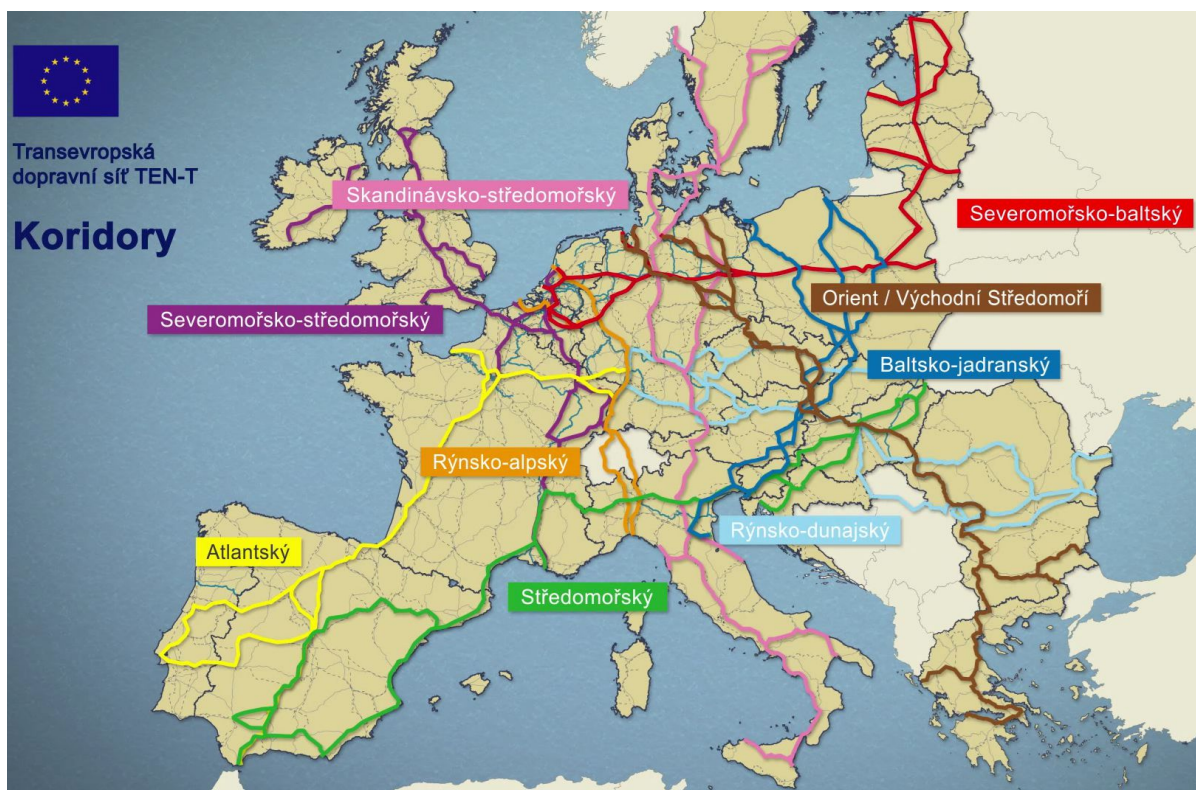 Transevropská
dopravní síť TEN-T
Koridory
Skandinávsko-středomořský
Severomořsko-baltský
Orient / Východní Středomoří
Severomořsko-středomořský
Baltsko-jadranský
Rýnsko-alpský
Rýnsko-dunajský
Atlantský
Středomořský